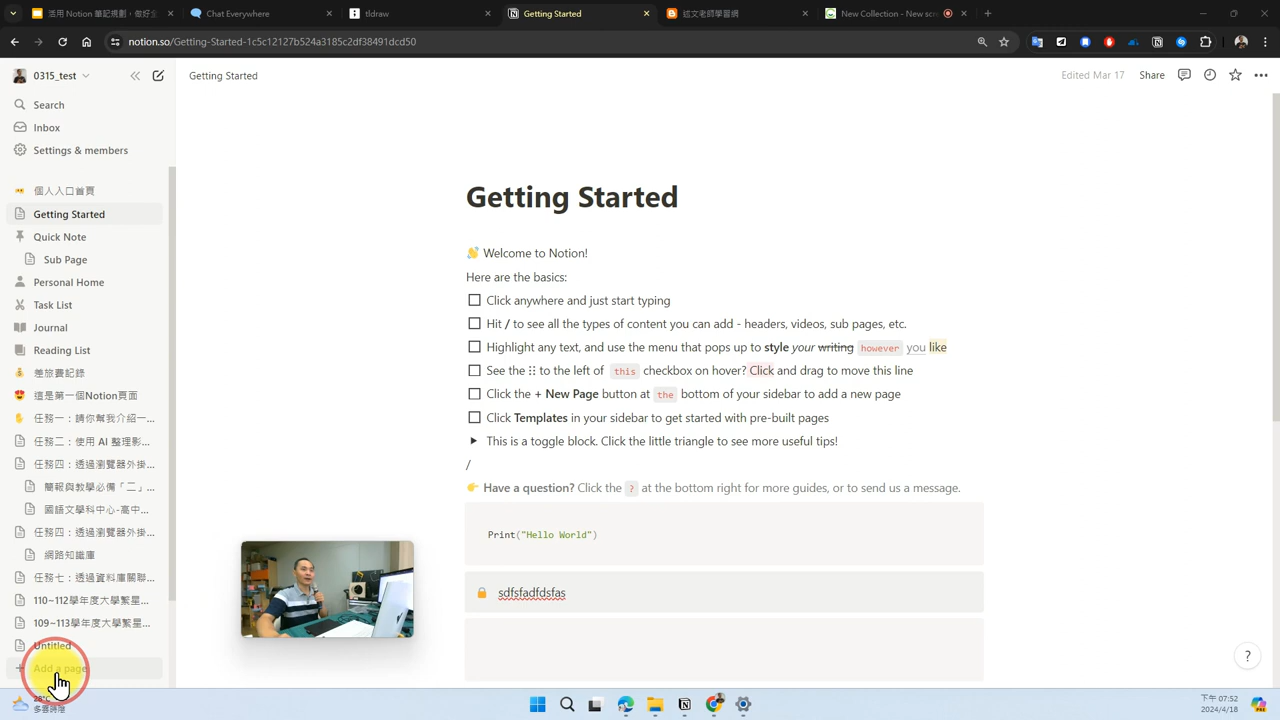 活用 Notion 筆記規劃，做好
Chat Everywhere
tldraw
Getting Started
述文老師學習網
New Collection - New scr
notion.so/Getting-Started-1c5c12127b524a3185c2df38491dcd50
0315_test
Getting Started
Edited Mar 17
Share
Search
Inbox
Settings & members
個人入口首頁
Getting Started
Quick Note
Sub Page
Personal Home
Task List
Journal
Reading List
差旅費記錄
這是第一個Notion頁面
任務一：請你幫我介紹一...
任務二：使用 AI 整理影...
任務四：透過瀏覽器外掛...
簡報與教學必備「二」...
國語文學科中心-高中...
任務四：透過瀏覽器外掛...
網路知識庫
任務七：透過資料庫關聯...
110~112學年度大學繁星...
109~113學年度大學繁星...
Untitled
+ Add a page
Getting Started
👋 Welcome to Notion!
Here are the basics:
Click anywhere and just start typing
Hit / to see all the types of content you can add - headers, videos, sub pages, etc.
Highlight any text, and use the menu that pops up to style your writing however you like
See the ⋮⋮ to the left of this checkbox on hover? Click and drag to move this line
Click the + New Page button at the bottom of your sidebar to add a new page
Click Templates in your sidebar to get started with pre-built pages
This is a toggle block. Click the little triangle to see more useful tips!
/
👉 Have a question? Click the ? at the bottom right for more guides, or to send us a message.
Print("Hello World")
🔒 sdfsfadfdsfas
?
28°C
多雲時陰
下午 07:52
2024/4/18